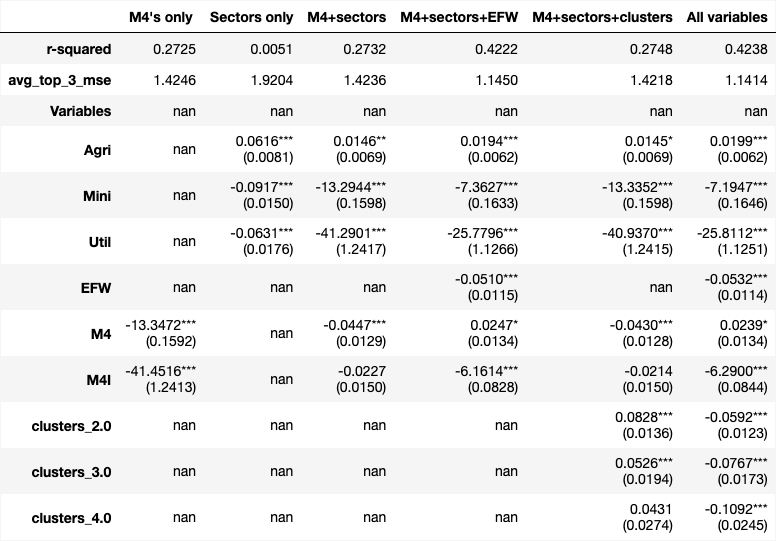 M4's only Sectors only M4+sectors M4+sectors+EFW M4+sectors+clusters All variables
r-squared 0.2725 0.0051 0.2732 0.4222 0.2748 0.4238
avg_top_3_mse 1.4246 1.9204 1.4236 1.1450 1.4218 1.1414
Variables nan nan nan nan nan nan
Agri nan 0.0616*** 0.0146** 0.0194*** 0.0145* 0.0199***
(0.0081) (0.0069) (0.0062) (0.0069) (0.0062)
Mini nan -0.0917*** -13.2944*** -7.3627*** -13.3352*** -7.1947***
(0.0150) (0.1598) (0.1633) (0.1598) (0.1646)
Util nan -0.0631*** -41.2901*** -25.7796*** -40.9370*** -25.8112***
(0.0176) (1.2417) (1.1266) (1.2415) (1.1251)
EFW nan nan nan -0.0510*** nan -0.0532***
(0.0115) (0.0114)
M4 -13.3472*** nan -0.0447*** 0.0247* -0.0430*** 0.0239*
(0.1592) (0.0129) (0.0134) (0.0128) (0.0134)
M4I -41.4516*** nan -0.0227 -6.1614*** -0.0214 -6.2900***
(1.2413) (0.0150) (0.0828) (0.0150) (0.0844)
clusters_2.0 nan nan nan nan 0.0828*** -0.0592***
(0.0136) (0.0123)
clusters_3.0 nan nan nan nan 0.0526*** -0.0767***
(0.0194) (0.0173)
clusters_4.0 nan nan nan nan 0.0431 -0.1092***
(0.0274) (0.0245)